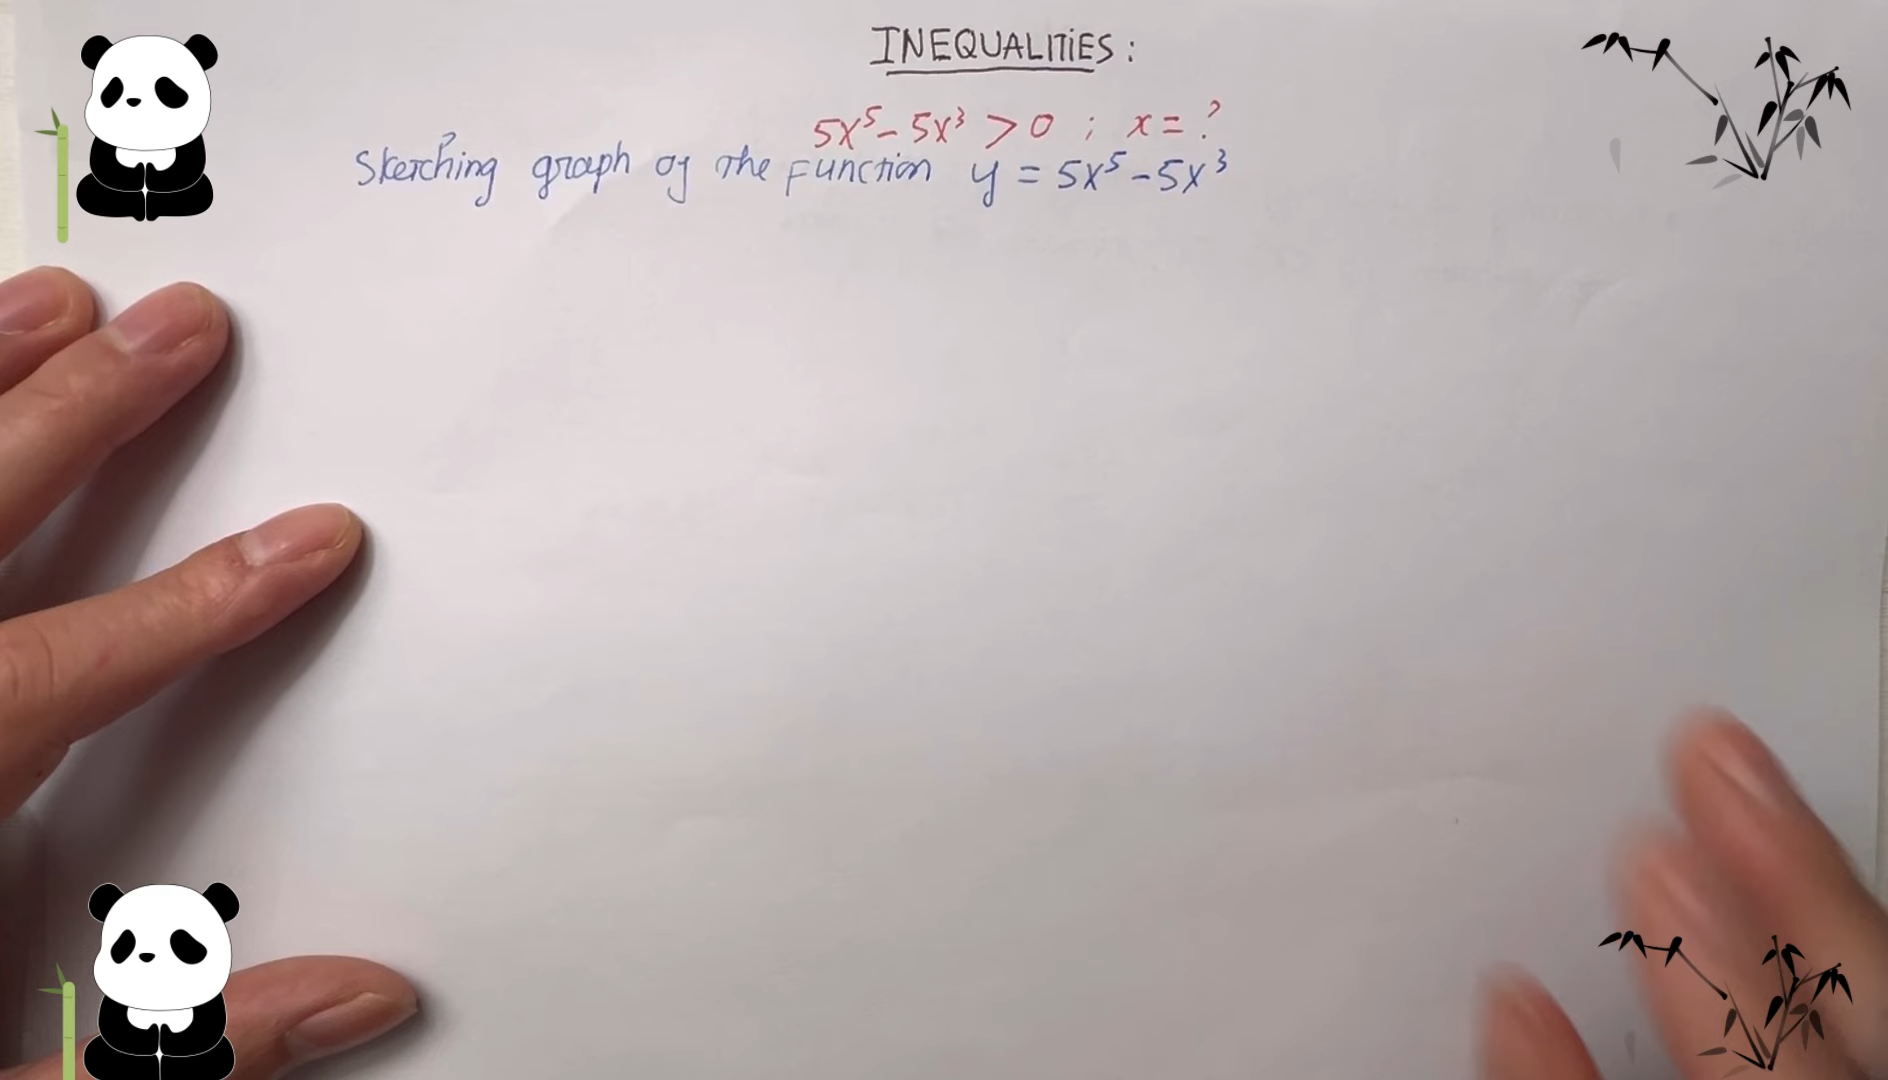 INEQUALITIES:
5x⁵ - 5x³ > 0 ; x = ?
Sketching graph of the Function y = 5x⁵ - 5x³